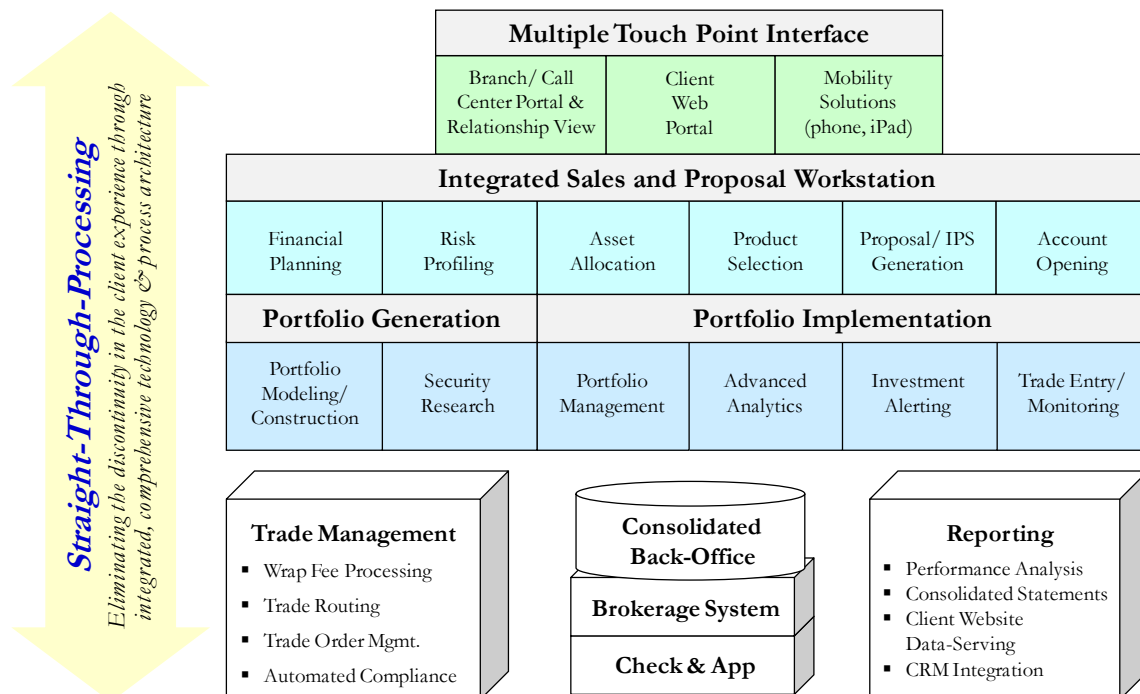 Straight-Through-Processing
Eliminating the discontinuity in the client experience through
integrated, comprehensive technology & process architecture
Multiple Touch Point Interface
Branch/ Call
Center Portal &
Relationship View
Client
Web
Portal
Mobility
Solutions
(phone, iPad)
Integrated Sales and Proposal Workstation
Financial
Planning
Risk
Profiling
Asset
Allocation
Product
Selection
Proposal/ IPS
Generation
Account
Opening
Portfolio Generation
Portfolio Implementation
Portfolio
Modeling/
Construction
Security
Research
Portfolio
Management
Advanced
Analytics
Investment
Alerting
Trade Entry/
Monitoring
Trade Management
▪ Wrap Fee Processing
▪ Trade Routing
▪ Trade Order Mgmt.
▪ Automated Compliance
Consolidated
Back-Office
Brokerage System
Check & App
Reporting
▪ Performance Analysis
▪ Consolidated Statements
▪ Client Website
Data-Serving
▪ CRM Integration